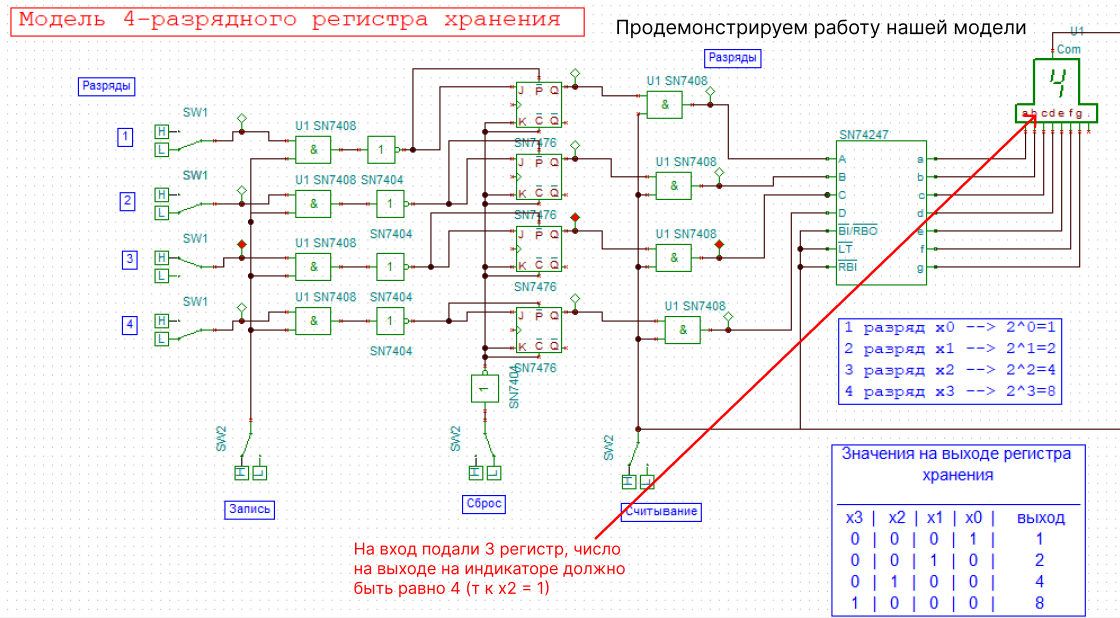 Модель 4-разрядного регистра хранения
Продемонстрируем работу нашей модели
U1
Com
a b c d e f g .
Разряды
Разряды
1
SW1
H
L
U1 SN7408
&
1
J P Q
K C Q
SN7476
U1 SN7408
&
2
SW1
H
L
U1 SN7408 SN7404
&
1
SN7404
J P Q
K C Q
SN7476
U1 SN7408
&
3
SW1
H
L
U1 SN7408
&
1
SN7404
J P Q
K C Q
SN7476
U1 SN7408
&
4
SW1
H
L
U1 SN7408
&
1
SN7404
J P Q
K C Q
SN7476
U1 SN7408
&
SN74247
A a
B b
C c
D d
BI/RBO e
LT f
RBI g
1
SN7404
SW2
H L
Запись
SW2
H L
Сброс
SW2
H L
Считывание
1 разряд x0 --> 2^0=1
2 разряд x1 --> 2^1=2
3 разряд x2 --> 2^2=4
4 разряд x3 --> 2^3=8
Значения на выходе регистра
хранения
x3 | x2 | x1 | x0 | выход
0 | 0 | 0 | 1 | 1
0 | 0 | 1 | 0 | 2
0 | 1 | 0 | 0 | 4
1 | 0 | 0 | 0 | 8
На вход подали 3 регистр, число
на выходе на индикаторе должно
быть равно 4 (т к x2 = 1)